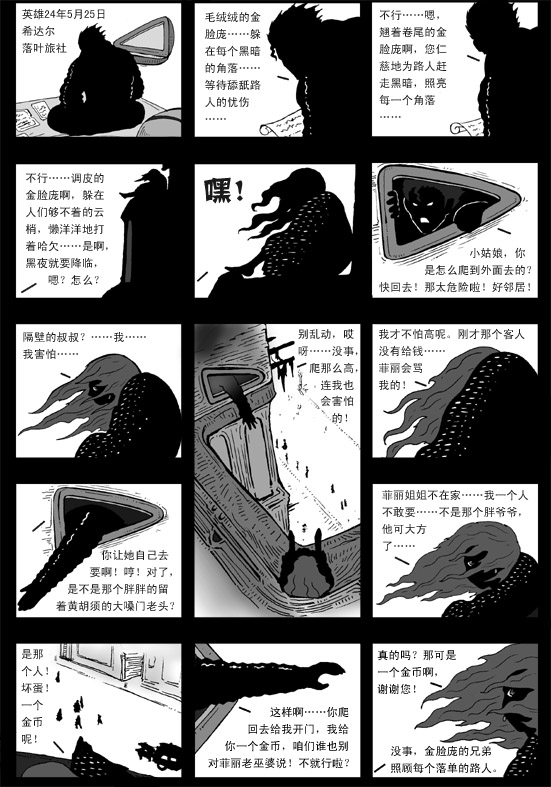 英雄24年5月25日
希达尔
落叶旅社
毛绒绒的金
脸庞……躲
在每个黑暗
的角落……
等待舔舐路
人的忧伤
……
不行……嗯,
翘着卷尾的金
脸庞啊,您仁
慈地为路人赶
走黑暗,照亮
每一个角落
……
不行……调皮的
金脸庞啊,躲在
人们够不着的云
梢,懒洋洋地打
着哈欠……是啊,
黑夜就要降临,
嗯?怎么?
嘿!
小姑娘,你
是怎么爬到外面去的?
快回去!那太危险啦!好邻居!
隔壁的叔叔?……我……
我害怕……
别乱动,哎
呀……没事,
爬那么高,
连我也
会害怕
的!
我才不怕高呢。刚才那个客人
没有给钱……
菲丽会骂
我的!
你让她自己去
要啊!哼!对了,
是不是那个胖胖的留
着黄胡须的大嗓门老头?
菲丽姐姐不在家……我一个人
不敢要……不是那个胖爷爷,
他可大方
了……
是那
个人!
坏蛋!
一个
金币
呢!
这样啊……你爬
回去给我开门,我给
你一个金币,咱们谁也别
对菲丽老巫婆说!不就行啦?
真的吗?那可是
一个金币啊,
谢谢您!
没事,金脸庞的兄弟
照顾每个落单的路人。